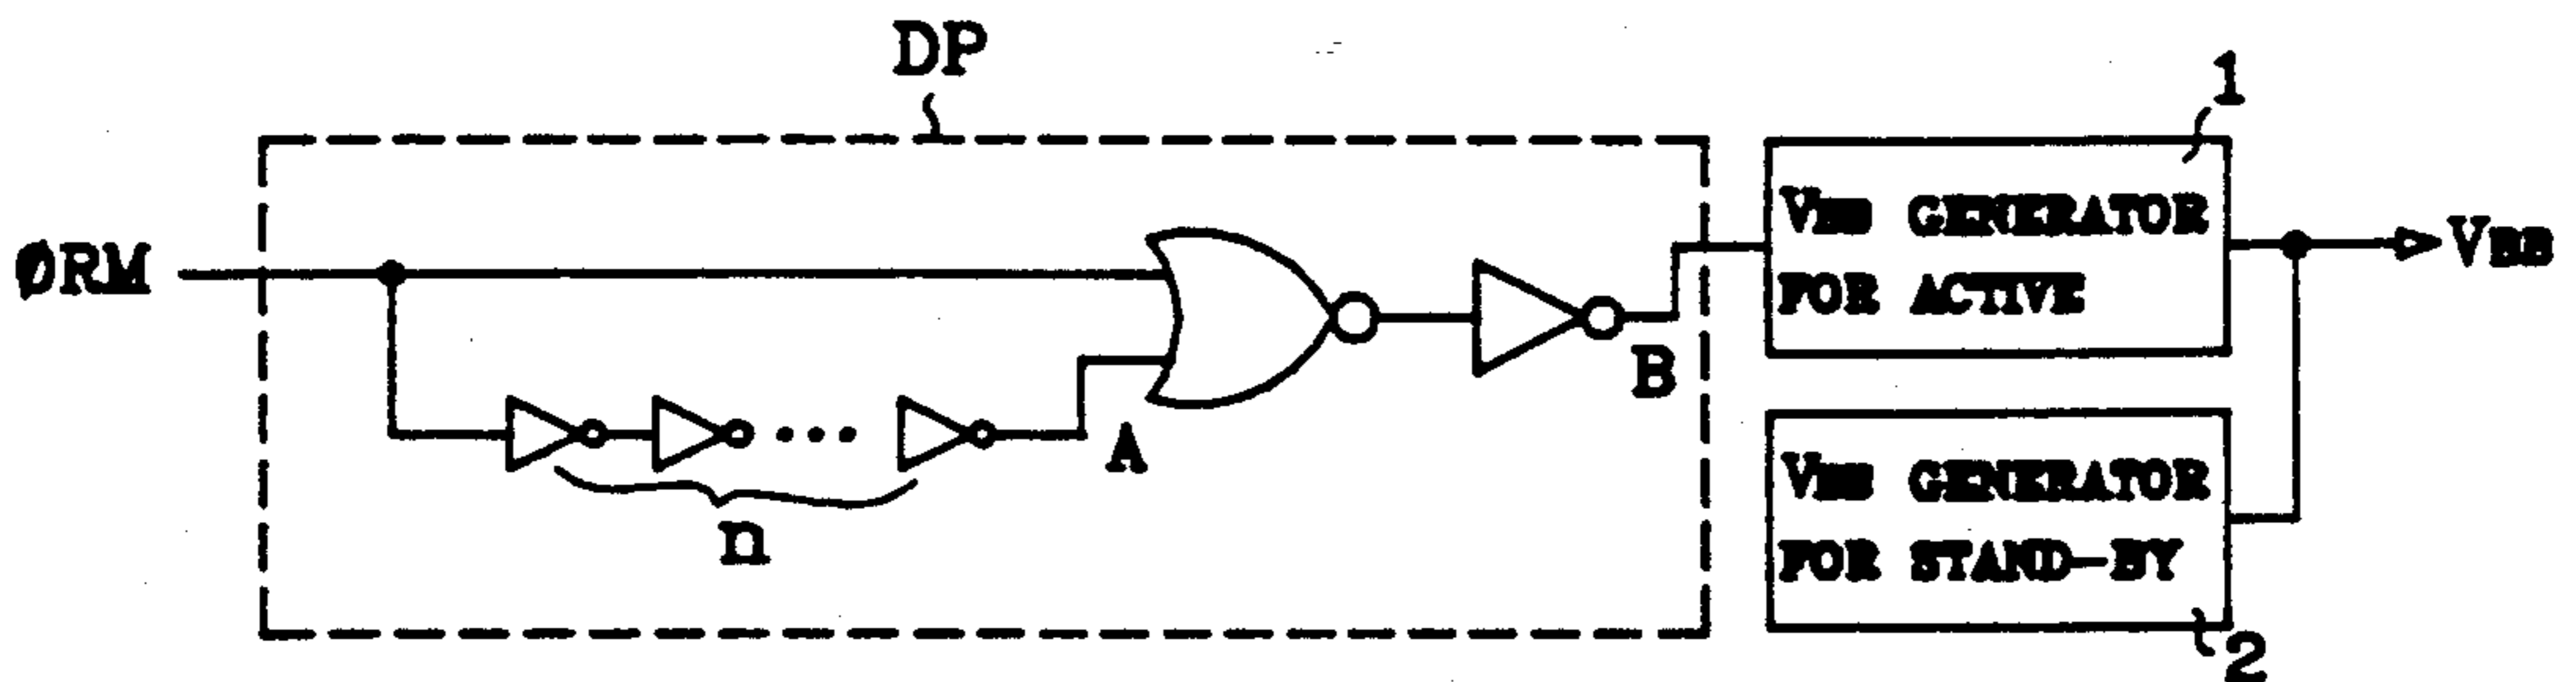 DP
1
ØRM
VBB GENERATOR
FOR ACTIVE
VBB
A
B
n
VBB GENERATOR
FOR STAND-BY
2